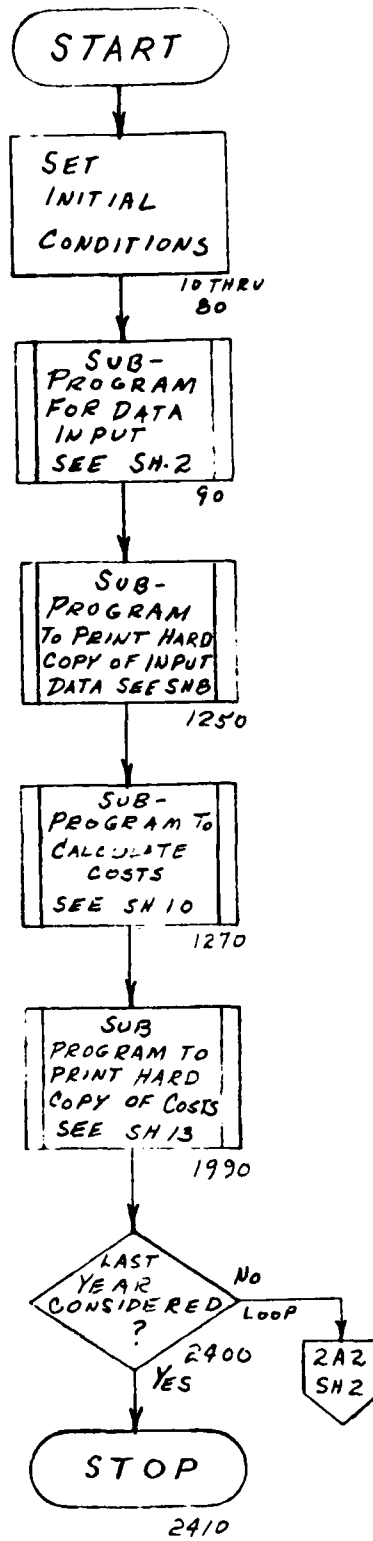 START
SET
INITIAL
CONDITIONS
10 THRU
80
SUB-
PROGRAM
FOR DATA
INPUT
SEE SH.2
90
SUB-
PROGRAM
TO PRINT HARD
COPY OF INPUT
DATA SEE SH8
1250
SUB-
PROGRAM TO
CALCULATE
COSTS
SEE SH 10
1270
SUB
PROGRAM TO
PRINT HARD
COPY OF COSTS
SEE SH 13
1990
LAST
YEAR
CONSIDERED
?
NO
LOOP
2400
YES
2A2
SH2
STOP
2410